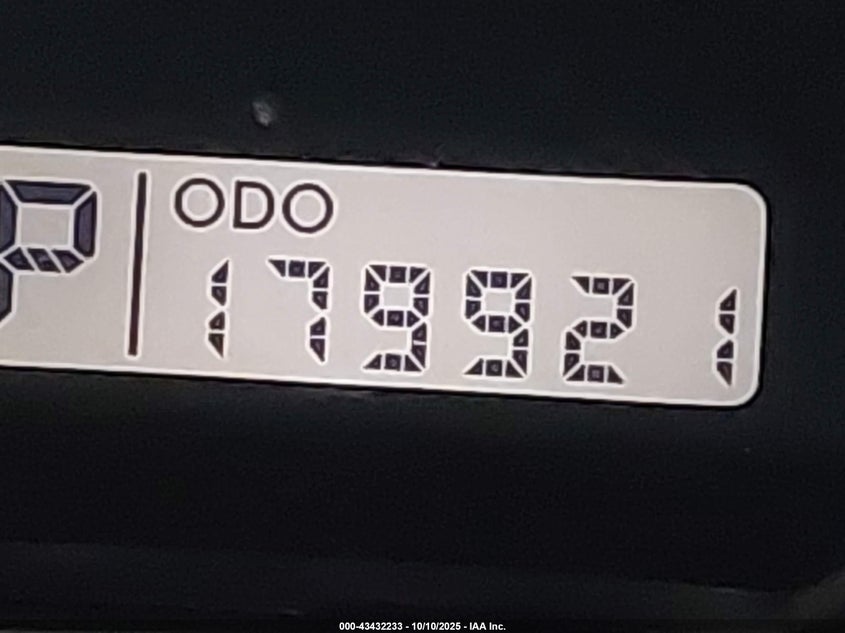 P
ODO
179921
000-43432233 - 10/10/2025 - IAA Inc.